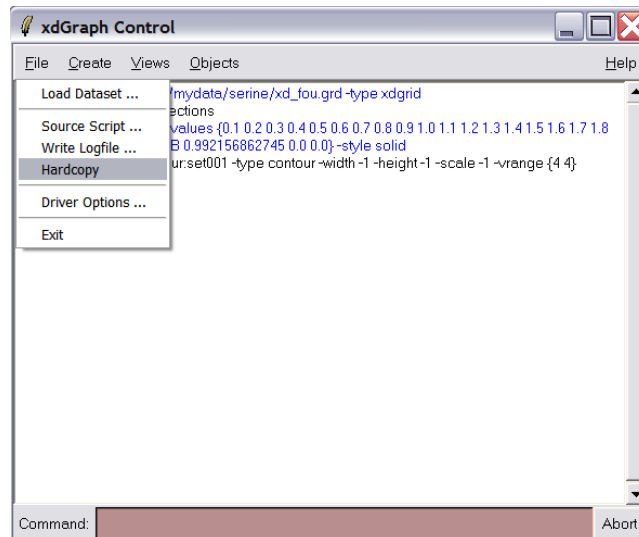 xdGraph Control
File Create Views Objects Help
Load Dataset ...
/mydata/serine/xd_fou.grd -type xdgrid
ections
Source Script ...
values {0.1 0.2 0.3 0.4 0.5 0.6 0.7 0.8 0.9 1.0 1.1 1.2 1.3 1.4 1.5 1.6 1.7 1.8
Write Logfile ...
B 0.992156862745 0.0 0.0} -style solid
Hardcopy
ur:set001 -type contour -width -1 -height -1 -scale -1 -vrange {4 4}
Driver Options ...
Exit
Command: Abort